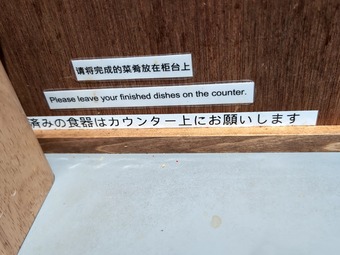 请将完成的菜肴放在柜台上
Please leave your finished dishes on the counter.
済みの食器はカウンター上にお願いします